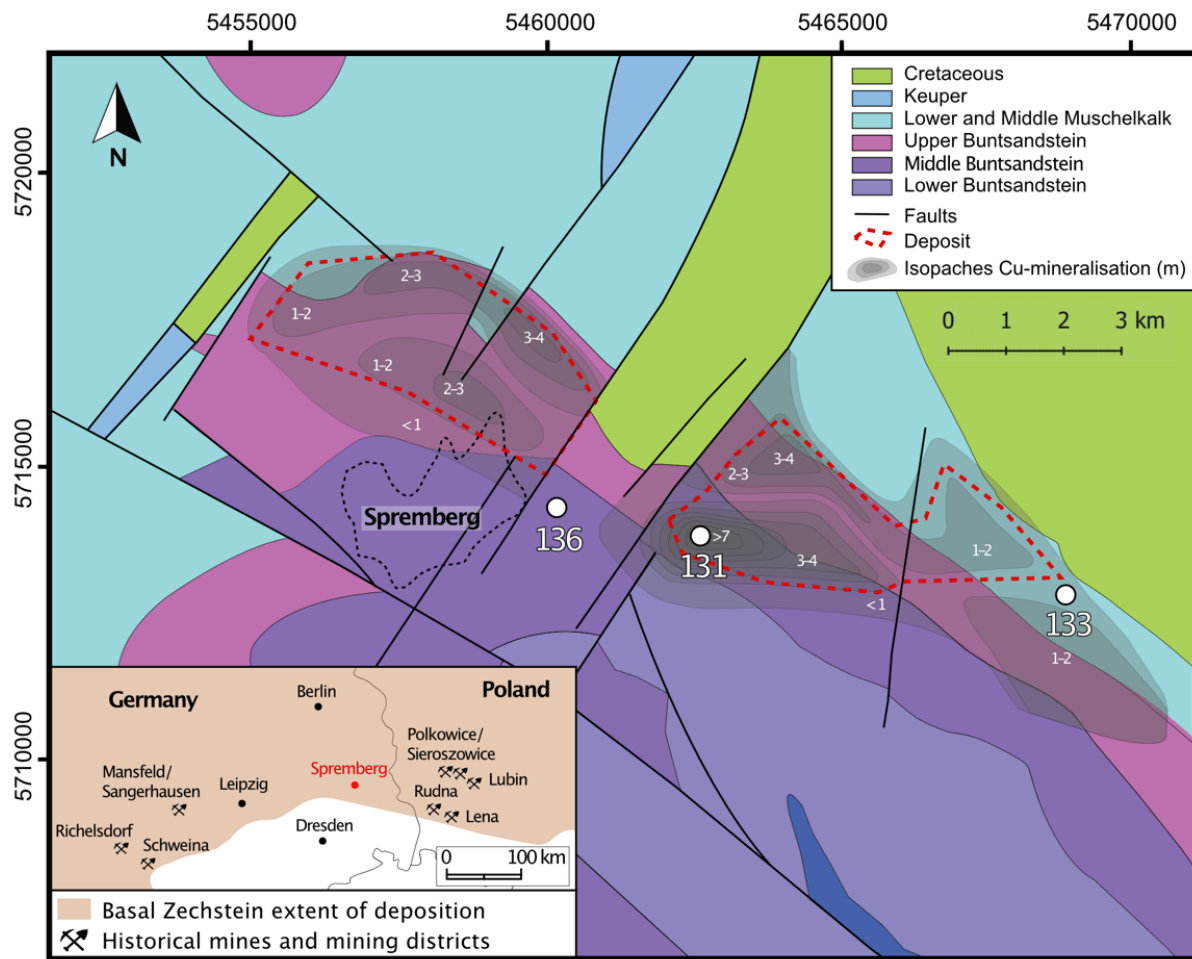 5455000
5460000
5465000
5470000
5720000
5715000
5710000
N
Cretaceous
Keuper
Lower and Middle Muschelkalk
Upper Buntsandstein
Middle Buntsandstein
Lower Buntsandstein
Faults
Deposit
Isopaches Cu-mineralisation (m)
0 1 2 3 km
2–3
1–2
3–4
1–2
2–3
<1
Spremberg
136
3–4
2–3
>7
131
3–4
<1
1–2
133
1–2
Germany
Poland
Berlin
Polkowice/
Sieroszowice
Spremberg
Mansfeld/
Sangerhausen
Leipzig
Lubin
Rudna
Lena
Richelsdorf
Schweina
Dresden
0 100 km
Basal Zechstein extent of deposition
Historical mines and mining districts